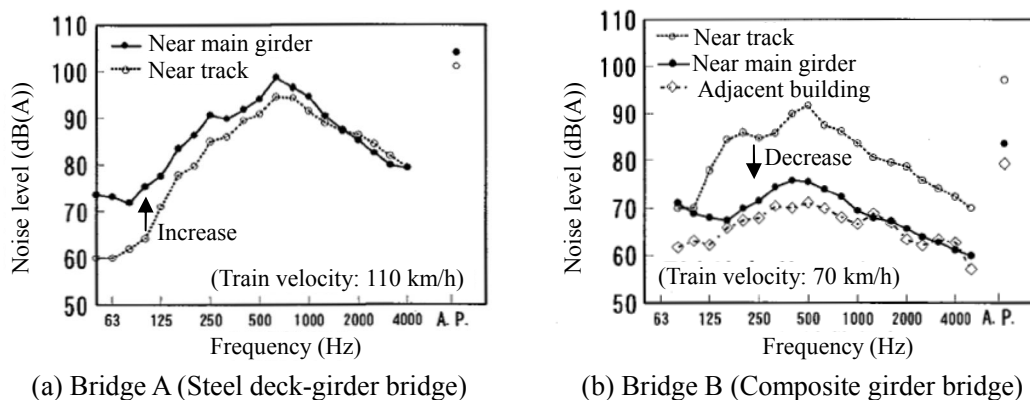 110
100
90
80
70
60
50
Noise level (dB(A))
Near main girder
Near track
Increase
(Train velocity: 110 km/h)
63 125 250 500 1000 2000 4000 A. P.
Frequency (Hz)
(a) Bridge A (Steel deck-girder bridge)
110
100
90
80
70
60
50
Noise level (dB(A))
Near track
Near main girder
Adjacent building
Decrease
(Train velocity: 70 km/h)
63 125 250 500 1000 2000 4000 A. P.
Frequency (Hz)
(b) Bridge B (Composite girder bridge)